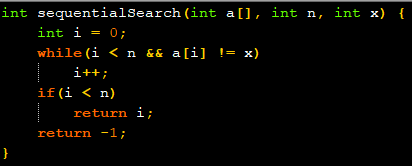 int sequentialSearch(int a[], int n, int x) {
    int i = 0;
    while(i < n && a[i] != x)
        i++;
    if(i < n)
        return i;
    return -1;
}